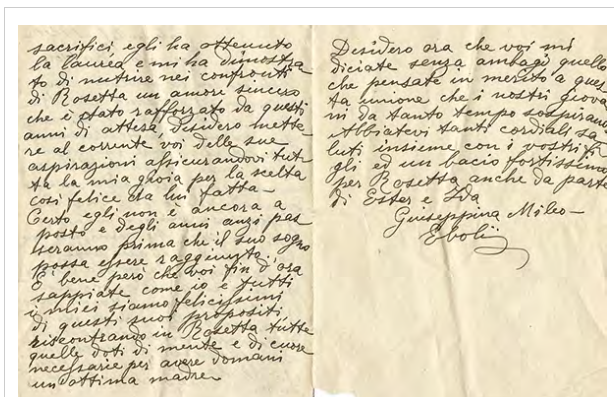 sacrifici, egli ha ottenuto
la laurea e mi ha dimostra
to di nutrire nei confronti
di Rosetta un amore sincero
che è stato rafforzato da questi
anni di attesa, desidero mette
re al corrente voi delle sue
aspirazioni assicurandovi tut-
ta la mia gioia per la scelta
così felice da lui fatta-
Certo egli non è ancora a
posto e degli anni anzi pas
seranno prima che il suo sogno
possa essere raggiunto.
È bene però che voi fin d'ora
sappiate come io e tutti
i miei siamo felicissimi
di questi suoi propositi,
riscontrando in Rosetta tutte
quelle doti di mente e di cuore
necessarie per avere domani
un'ottima madre
Desidero ora che voi mi
diciate senza ambagi, quello
che pensate in merito a ques
ta unione che i nostri giova
ni da tanto tempo sospirano
Abbiatevi tanti cordiali sa
luti insieme con i vostri fi
gli ed un bacio fortissimo
per Rosetta anche da parte
di Ester e Ida
Giuseppina Mileo-
Eboli